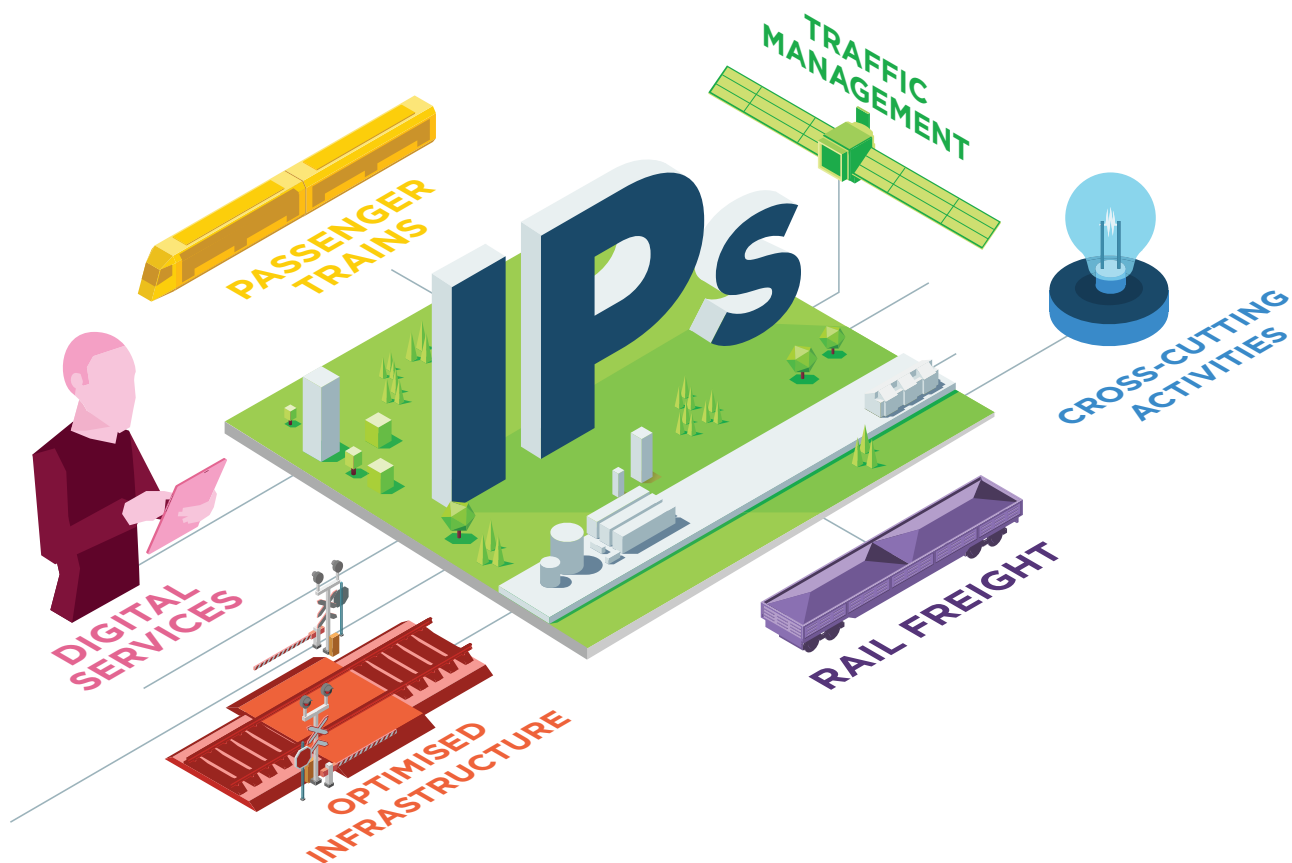 TRAFFIC
MANAGEMENT
PASSENGER
TRAINS
IPs
CROSS-CUTTING
ACTIVITIES
DIGITAL
SERVICES
RAIL FREIGHT
OPTIMISED
INFRASTRUCTURE